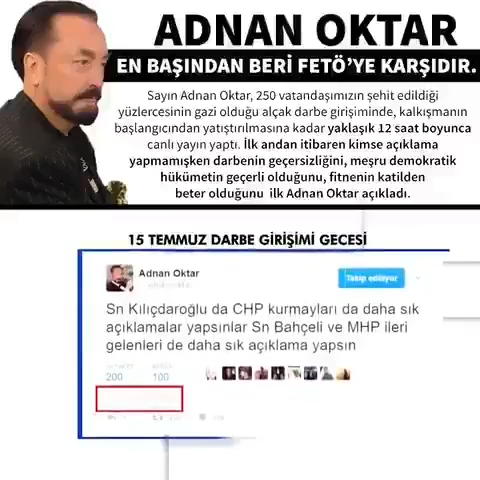 ADNAN OKTAR
EN BAŞINDAN BERİ FETÖ'YE KARŞIDIR.
Sayın Adnan Oktar, 250 vatandaşımızın şehit edildiği
yüzlercesinin gazi olduğu alçak darbe girişiminde, kalkışmanın
başlangıcından yatıştırılmasına kadar yaklaşık 12 saat boyunca
canlı yayın yaptı. İlk andan itibaren kimse açıklama
yapmamışken darbenin geçersizliğini, meşru demokratik
hükümetin geçerli olduğunu, fitnenin katilden
beter olduğunu ilk Adnan Oktar açıkladı.
15 TEMMUZ DARBE GİRİŞİMİ GECESİ
Adnan Oktar
Takip ediliyor
Sn Kılıçdaroğlu da CHP kurmayları da daha sık
açıklamalar yapsınlar Sn Bahçeli ve MHP ileri
gelenleri de daha sık açıklama yapsın
200 100